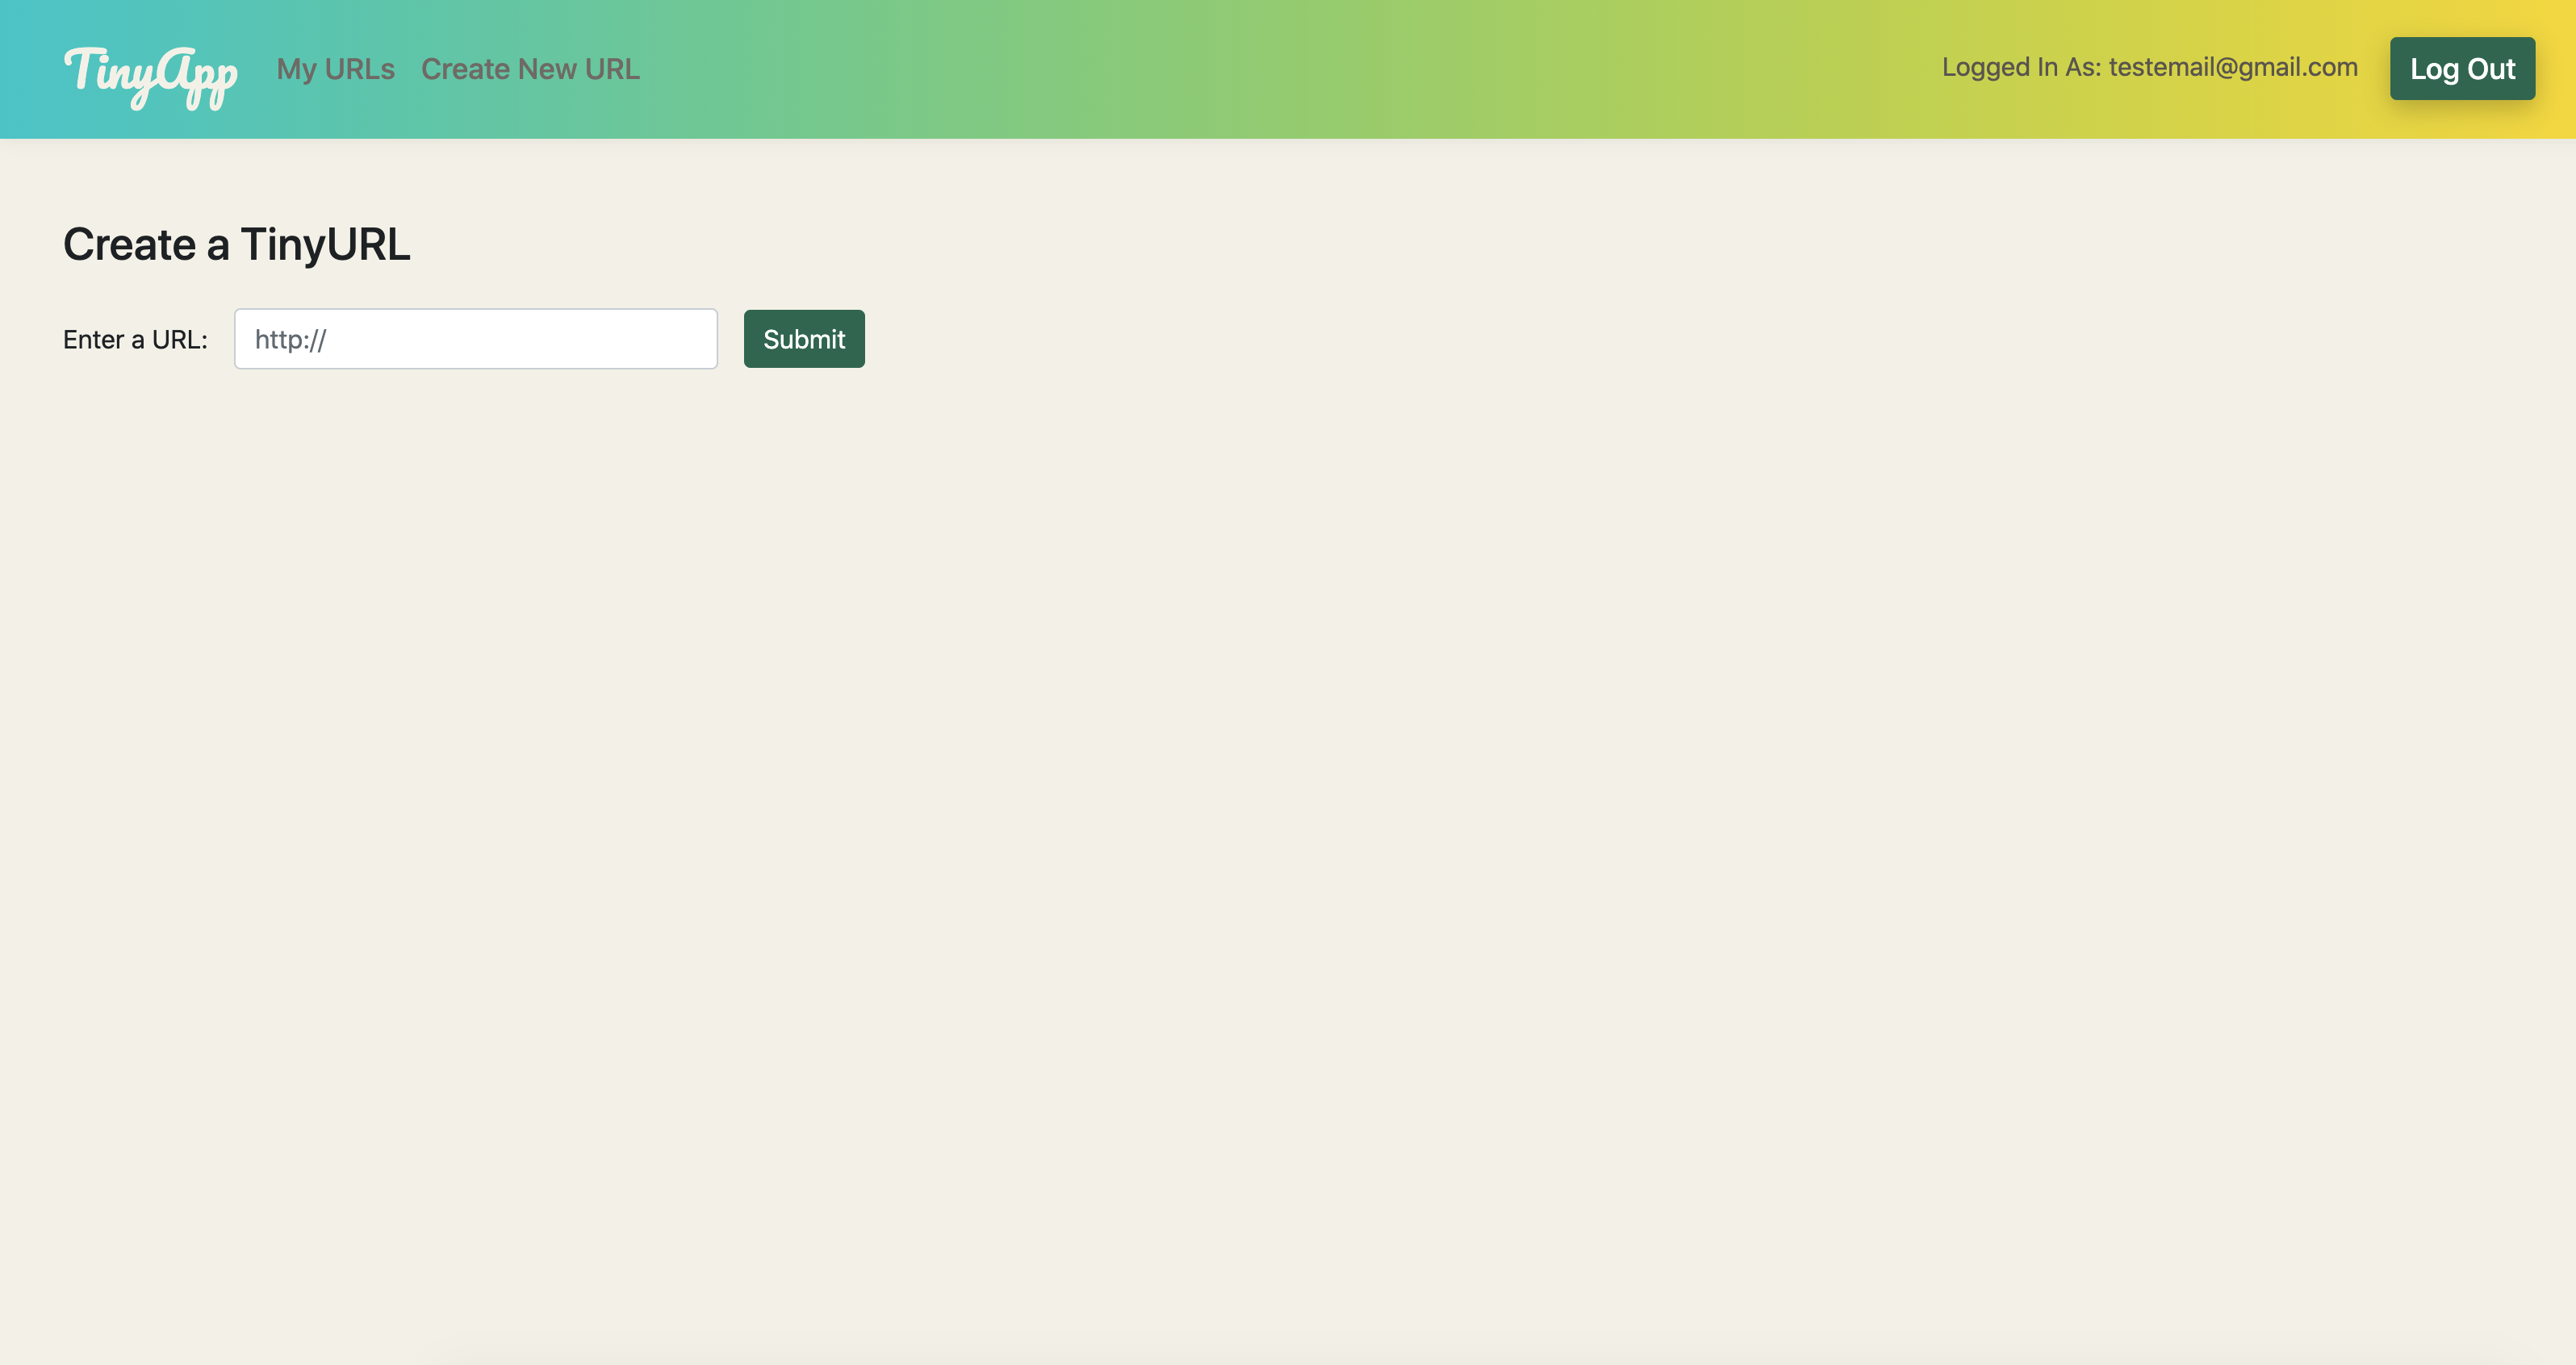 TinyApp My URLs Create New URL Logged In As: testemail@gmail.com Log Out
Create a TinyURL
Enter a URL: http:// Submit